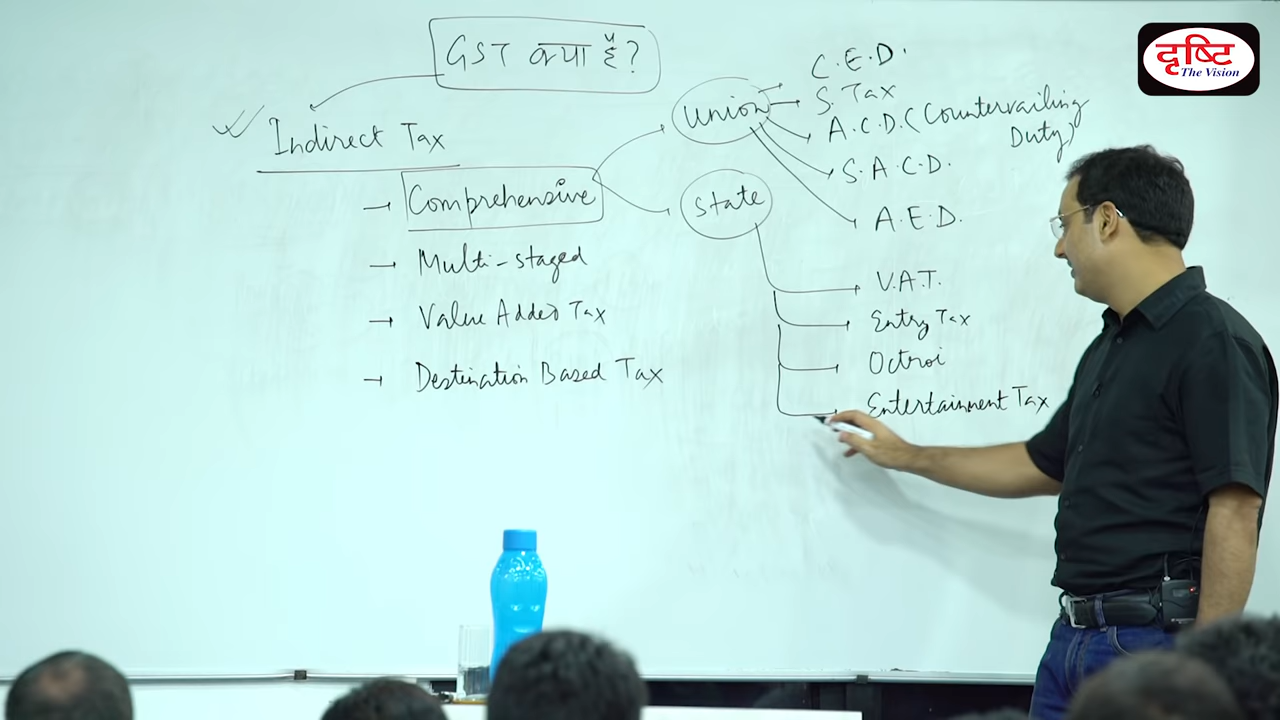 GST क्या है?
Indirect Tax
Comprehensive
Multi-staged
Value Added Tax
Destination Based Tax
Union
C.E.D.
S. Tax
A.C.D. (Countervailing
Duty)
S.A.C.D.
A.E.D.
State
V.A.T.
Entry Tax
Octroi
Entertainment Tax
दृष्टि
The Vision